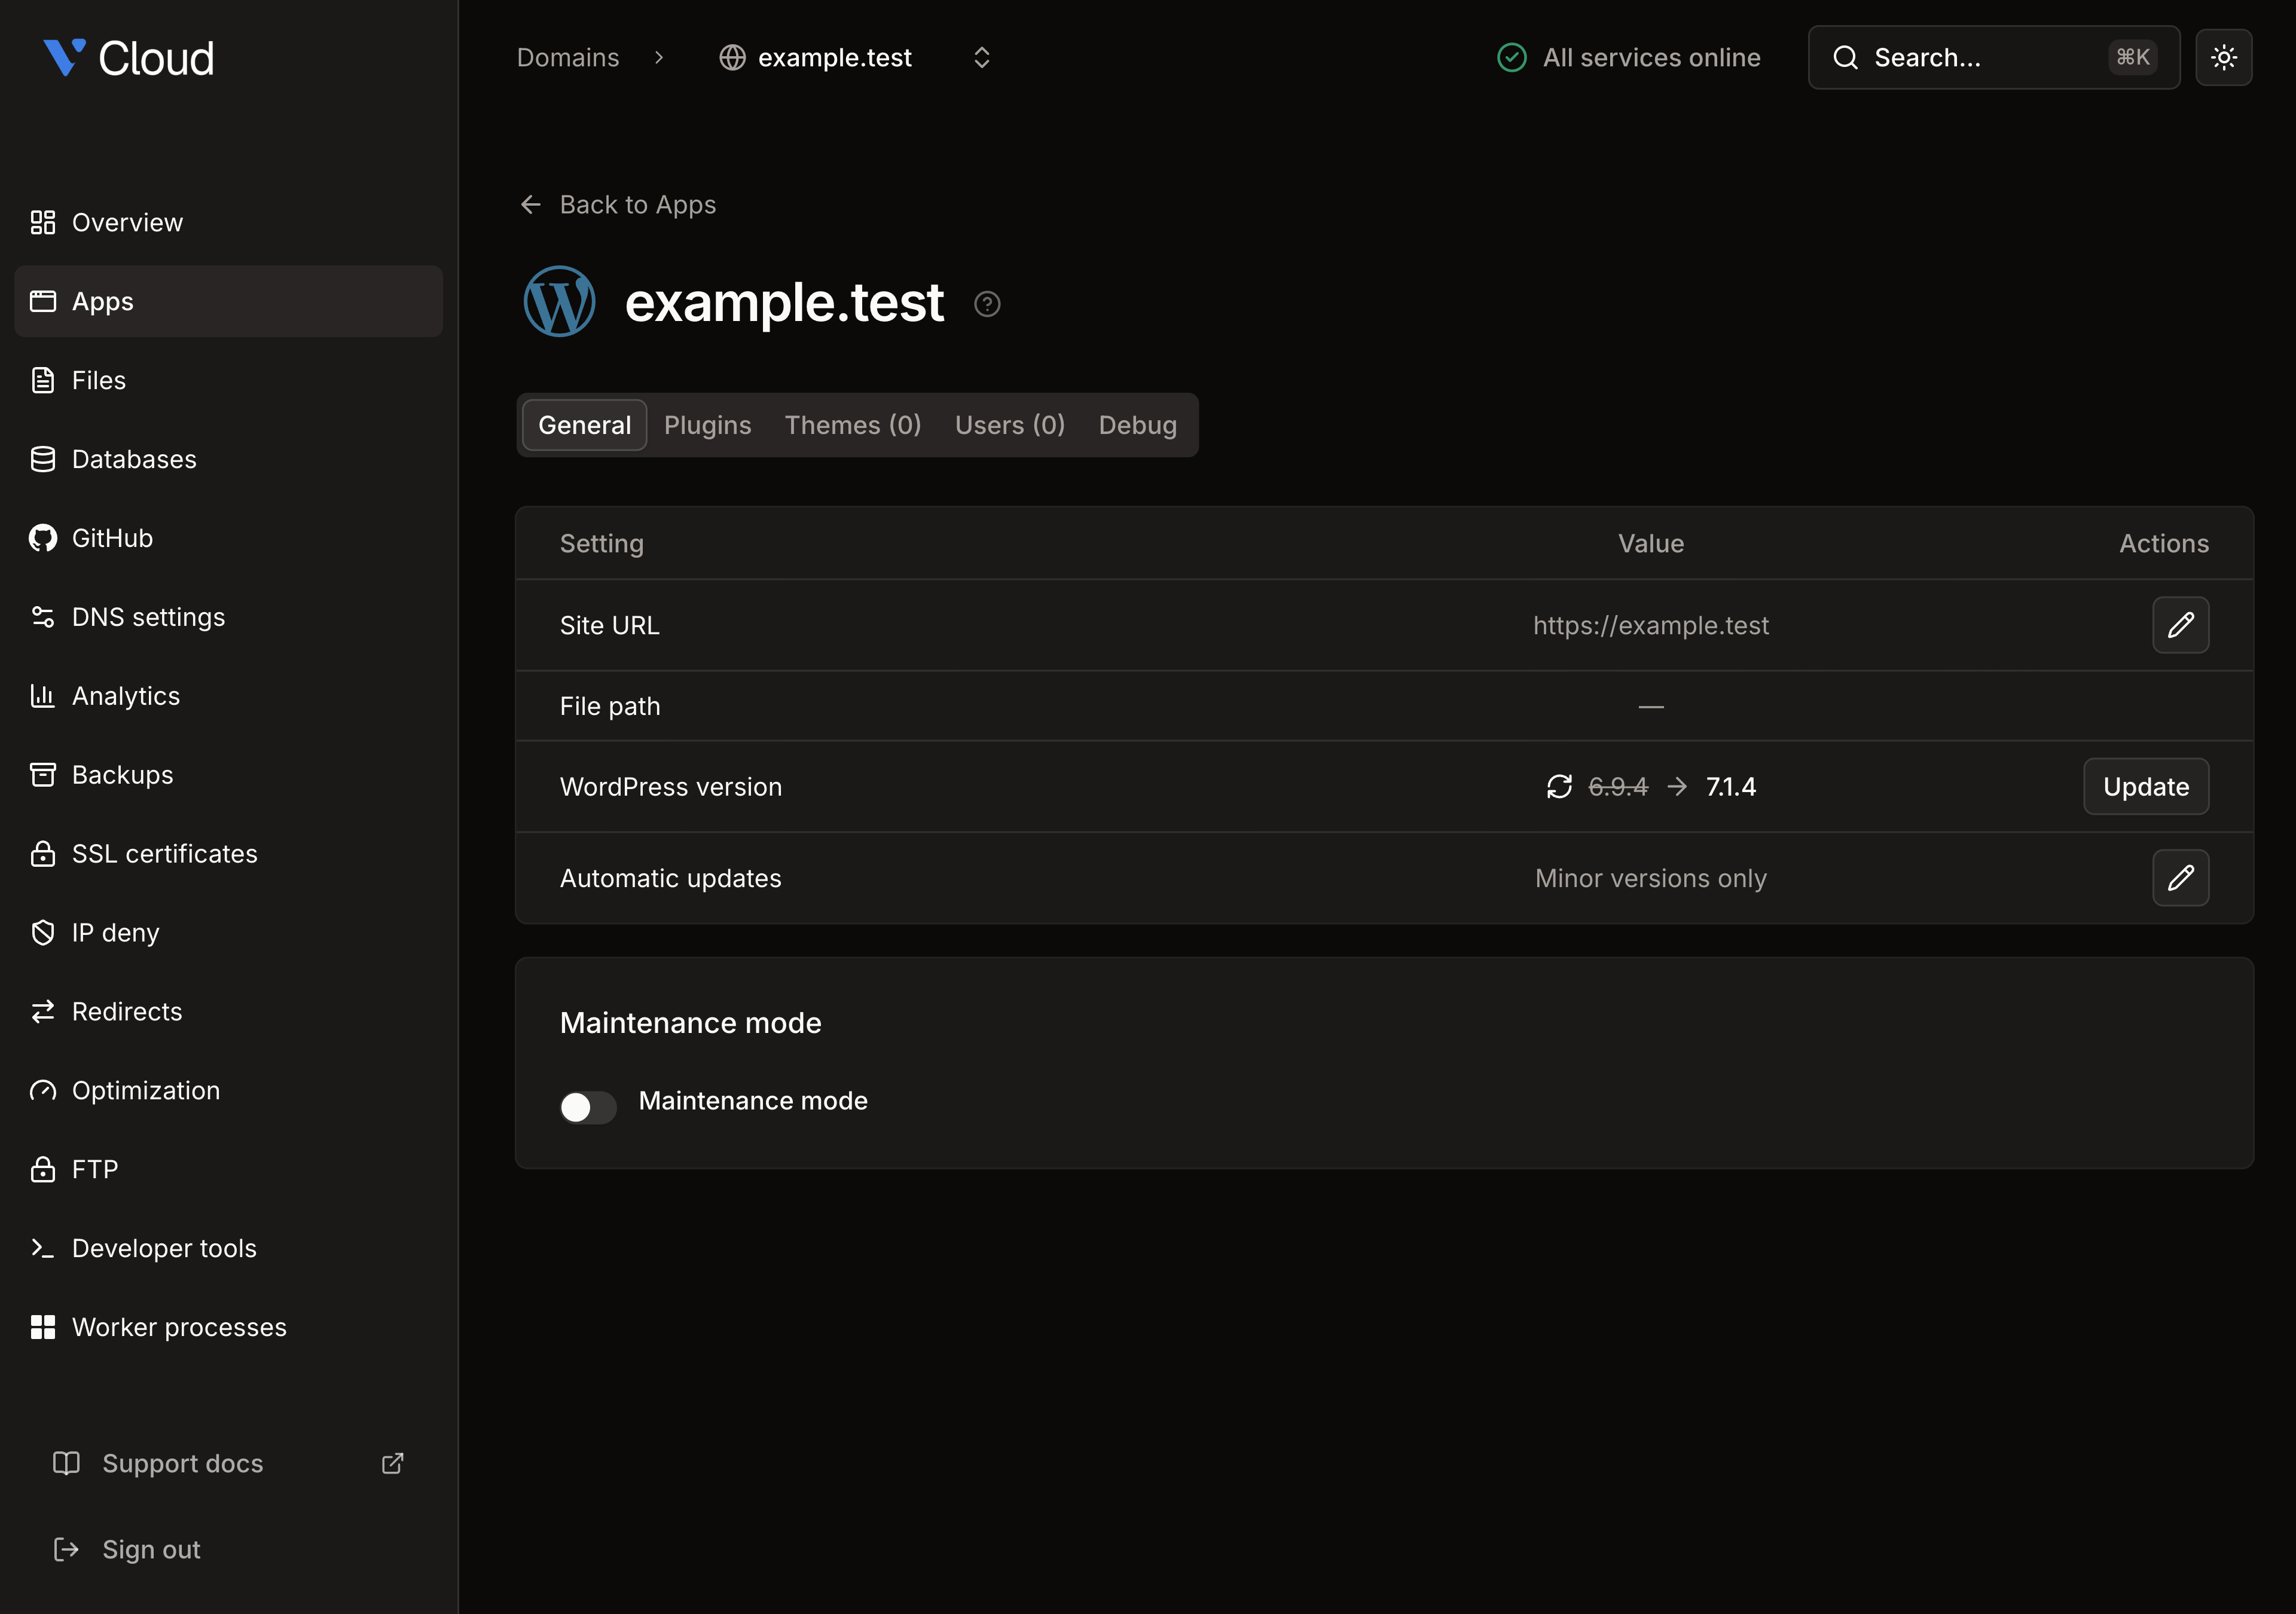 Cloud
Domains
example.test
All services online
Search...
⌘K
Overview
Apps
Files
Databases
GitHub
DNS settings
Analytics
Backups
SSL certificates
IP deny
Redirects
Optimization
FTP
Developer tools
Worker processes
Support docs
Sign out
Back to Apps
example.test
General Plugins Themes (0) Users (0) Debug
Setting Value Actions
Site URL https://example.test
File path —
WordPress version 6.9.4 → 7.1.4 Update
Automatic updates Minor versions only
Maintenance mode
Maintenance mode